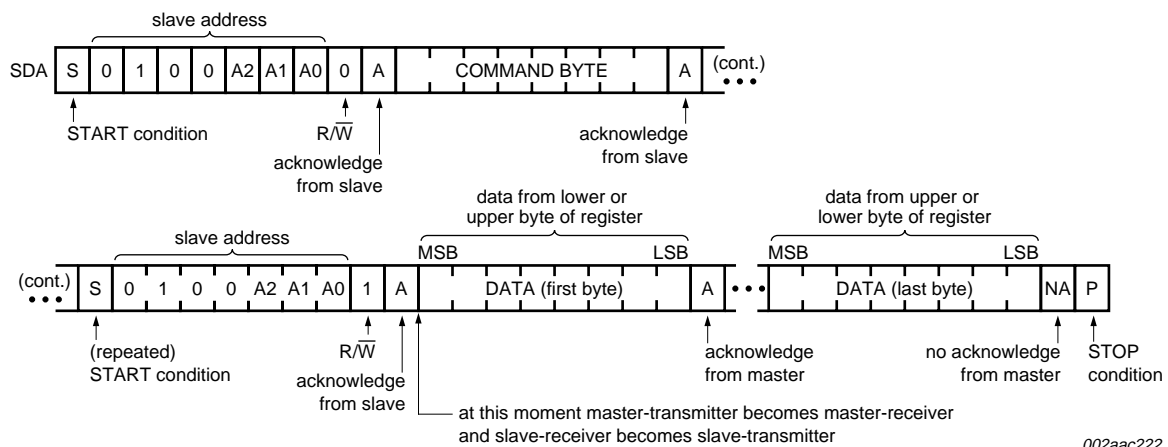 slave address
SDA S 0 1 0 0 A2 A1 A0 0 A COMMAND BYTE A (cont.)
START condition R/W̅ acknowledge from slave acknowledge from slave
data from lower or upper byte of register data from upper or lower byte of register
slave address
MSB LSB MSB LSB
(cont.) S 0 1 0 0 A2 A1 A0 1 A DATA (first byte) A DATA (last byte) NA P
(repeated) START condition R/W̅ acknowledge from slave acknowledge from master no acknowledge from master STOP condition
at this moment master-transmitter becomes master-receiver
and slave-receiver becomes slave-transmitter
002aac222